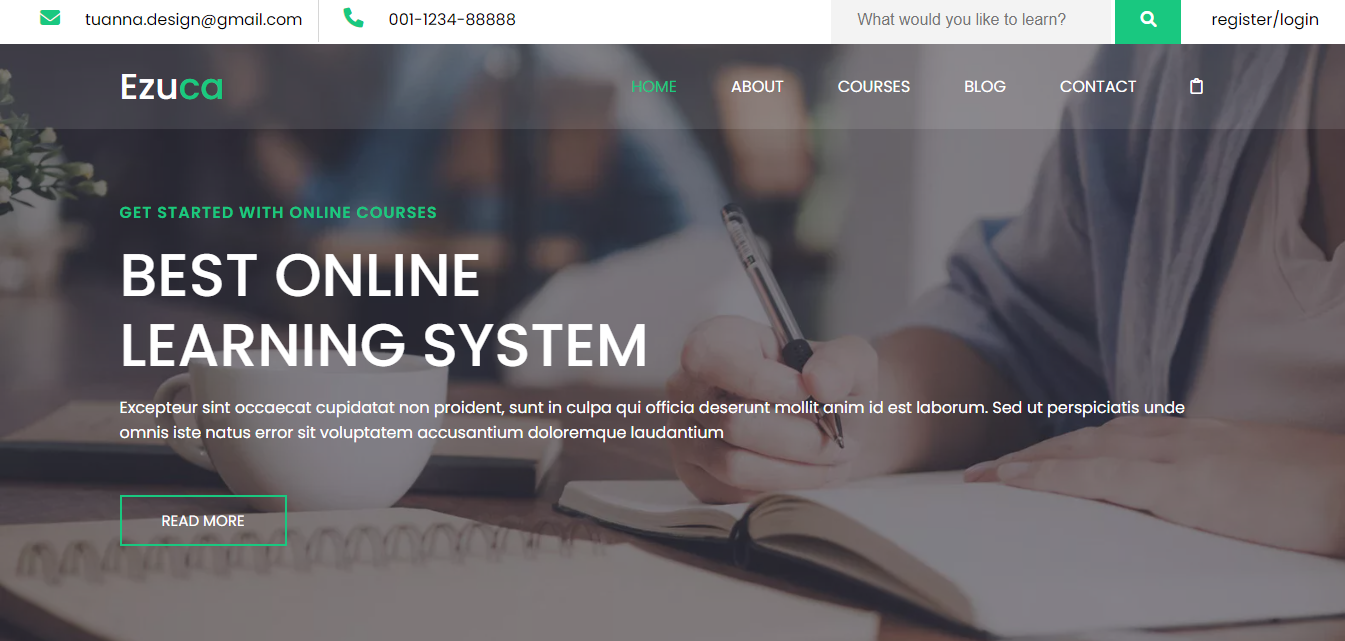 tuanna.design@gmail.com 001-1234-88888 What would you like to learn? register/login
Ezuca HOME ABOUT COURSES BLOG CONTACT
GET STARTED WITH ONLINE COURSES
BEST ONLINE
LEARNING SYSTEM
Excepteur sint occaecat cupidatat non proident, sunt in culpa qui officia deserunt mollit anim id est laborum. Sed ut perspiciatis unde
omnis iste natus error sit voluptatem accusantium doloremque laudantium
READ MORE